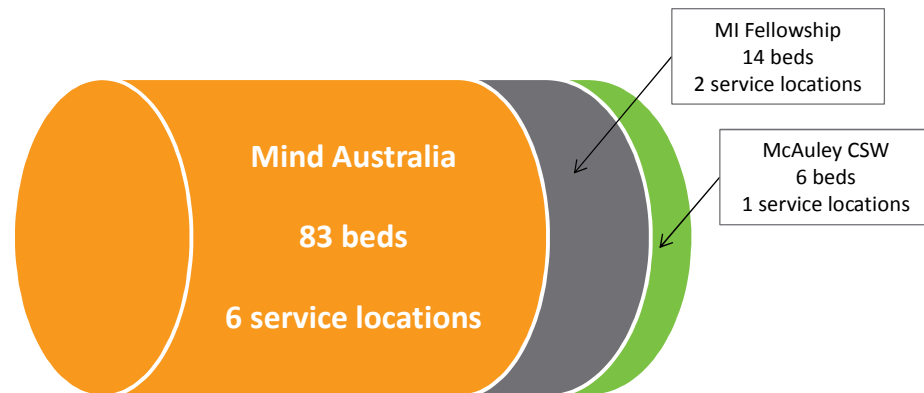 Mind Australia
83 beds
6 service locations
MI Fellowship
14 beds
2 service locations
McAuley CSW
6 beds
1 service locations